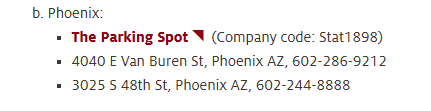 b. Phoenix:
The Parking Spot (Company code: Stat1898)
4040 E Van Buren St, Phoenix AZ, 602-286-9212
3025 S 48th St, Phoenix AZ, 602-244-8888